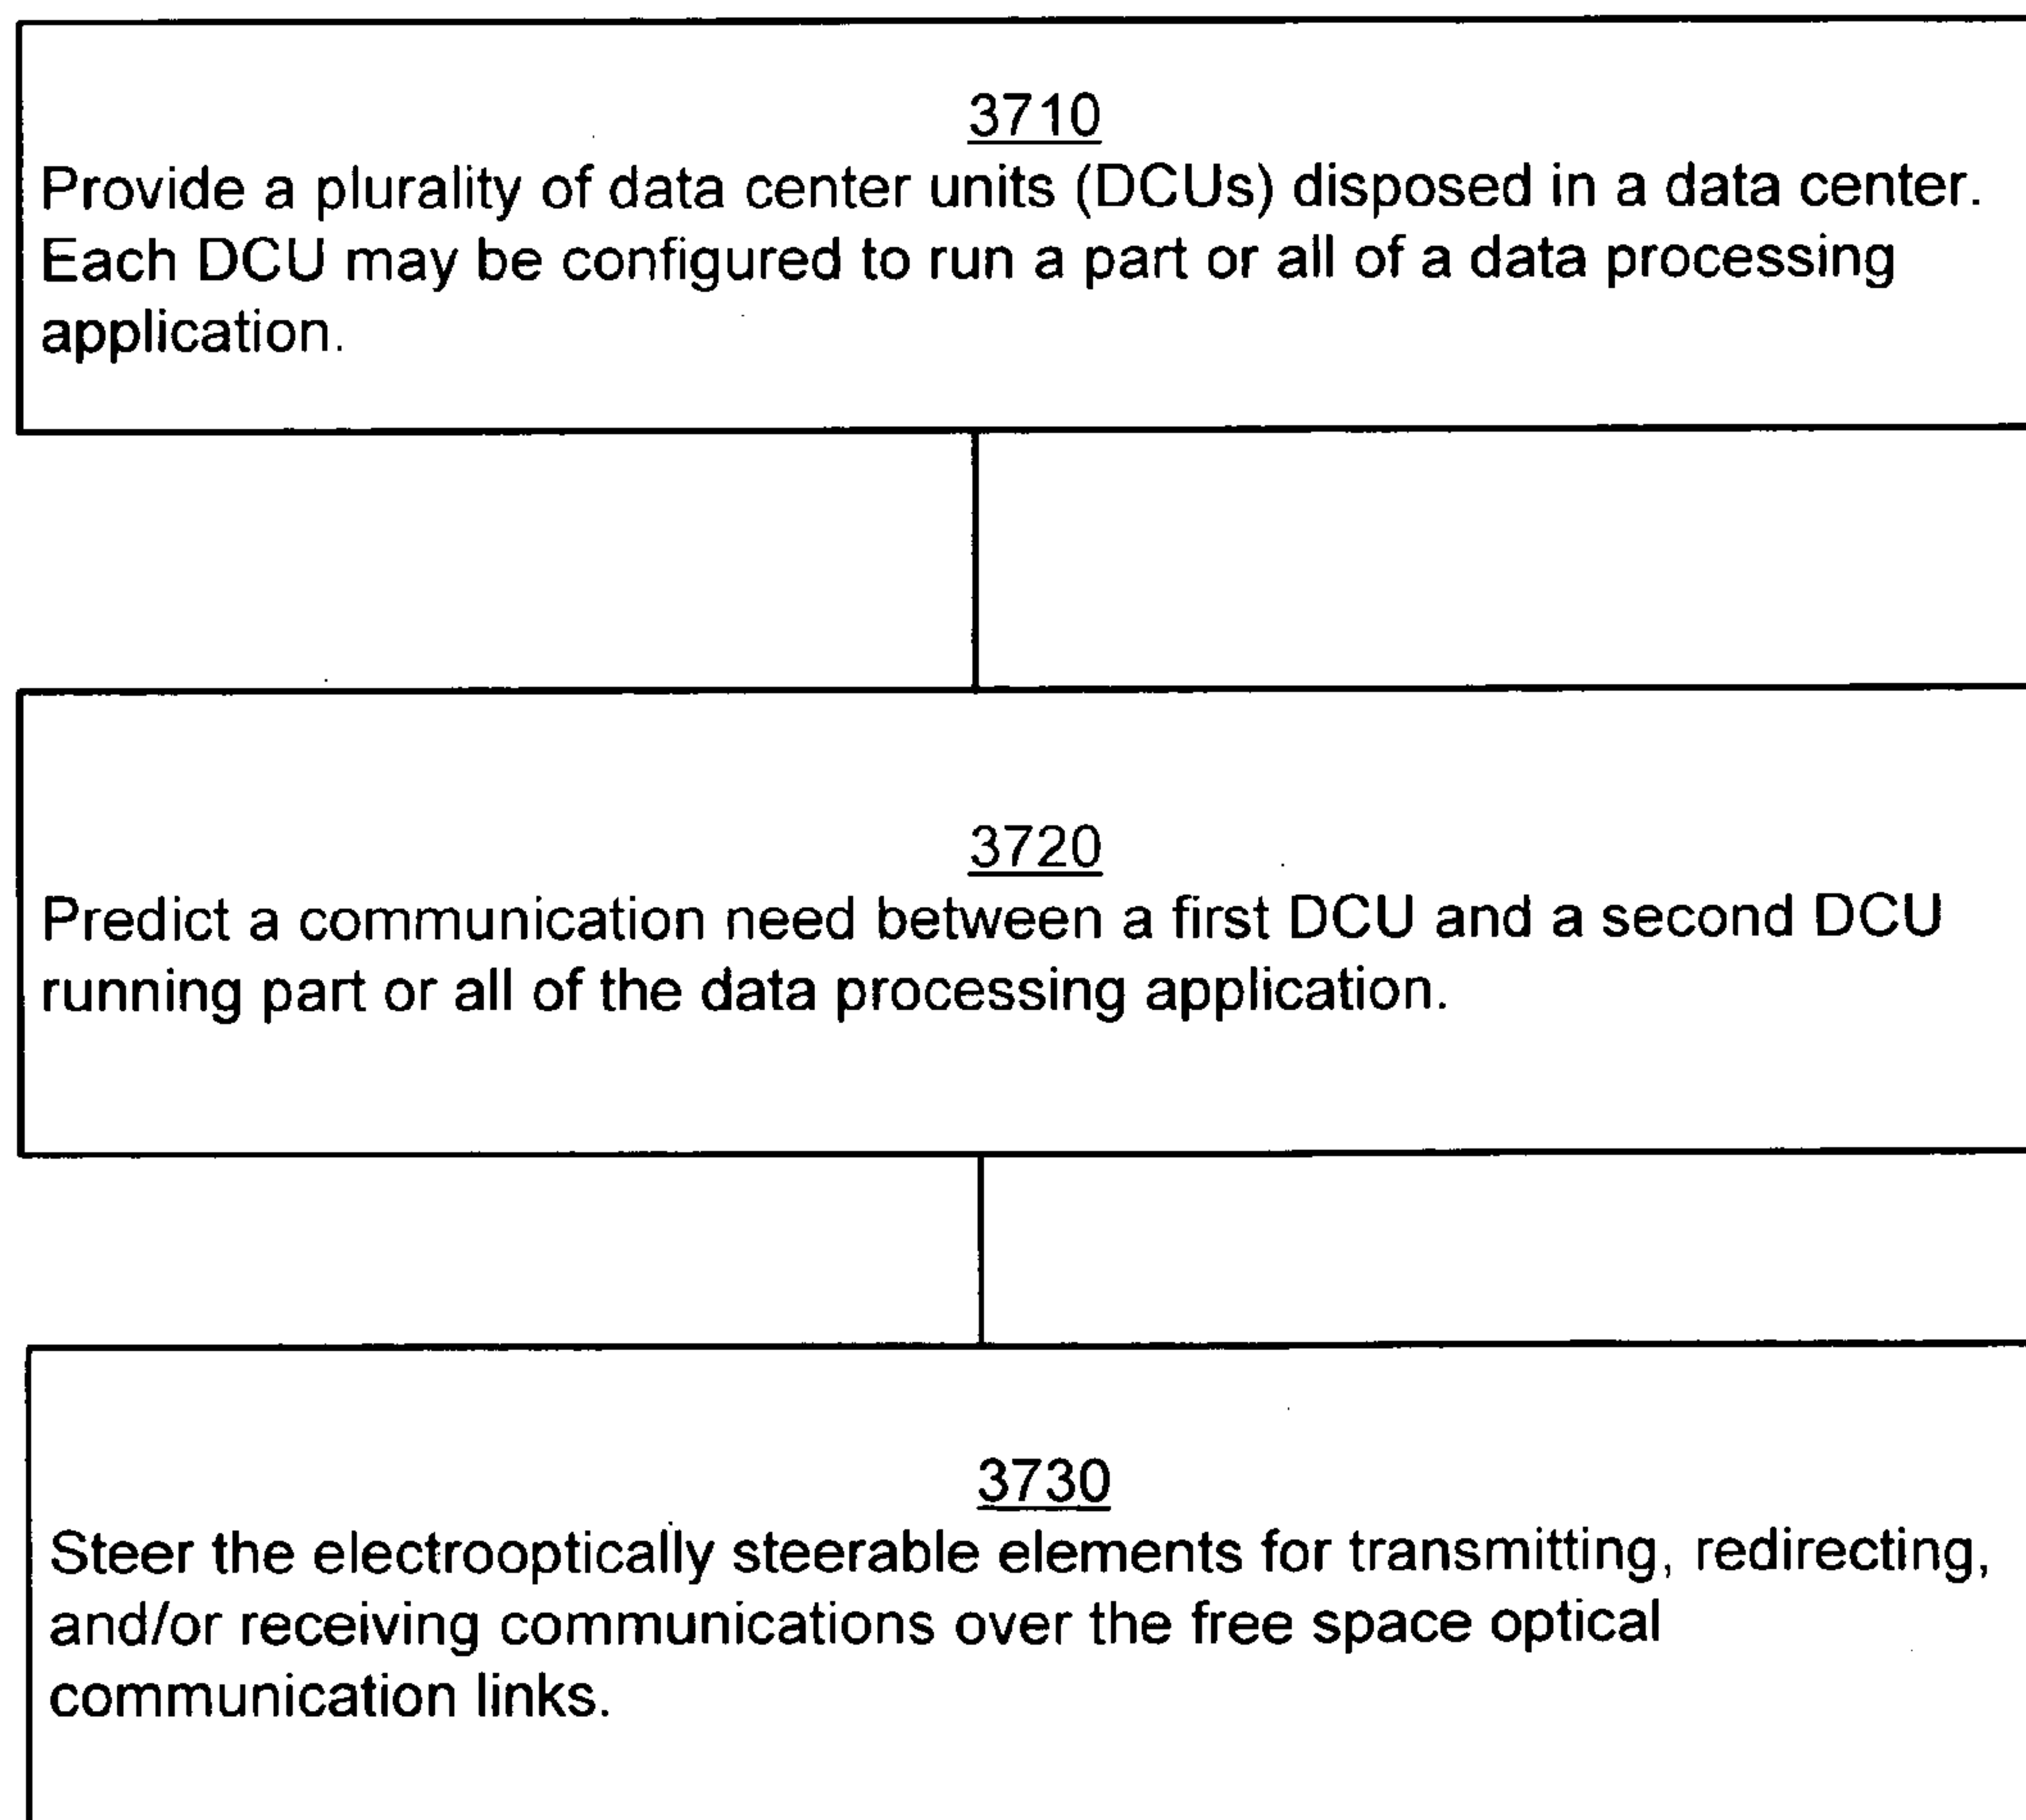 3710
Provide a plurality of data center units (DCUs) disposed in a data center.
Each DCU may be configured to run a part or all of a data processing
application.
3720
Predict a communication need between a first DCU and a second DCU
running part or all of the data processing application.
3730
Steer the electrooptically steerable elements for transmitting, redirecting,
and/or receiving communications over the free space optical
communication links.